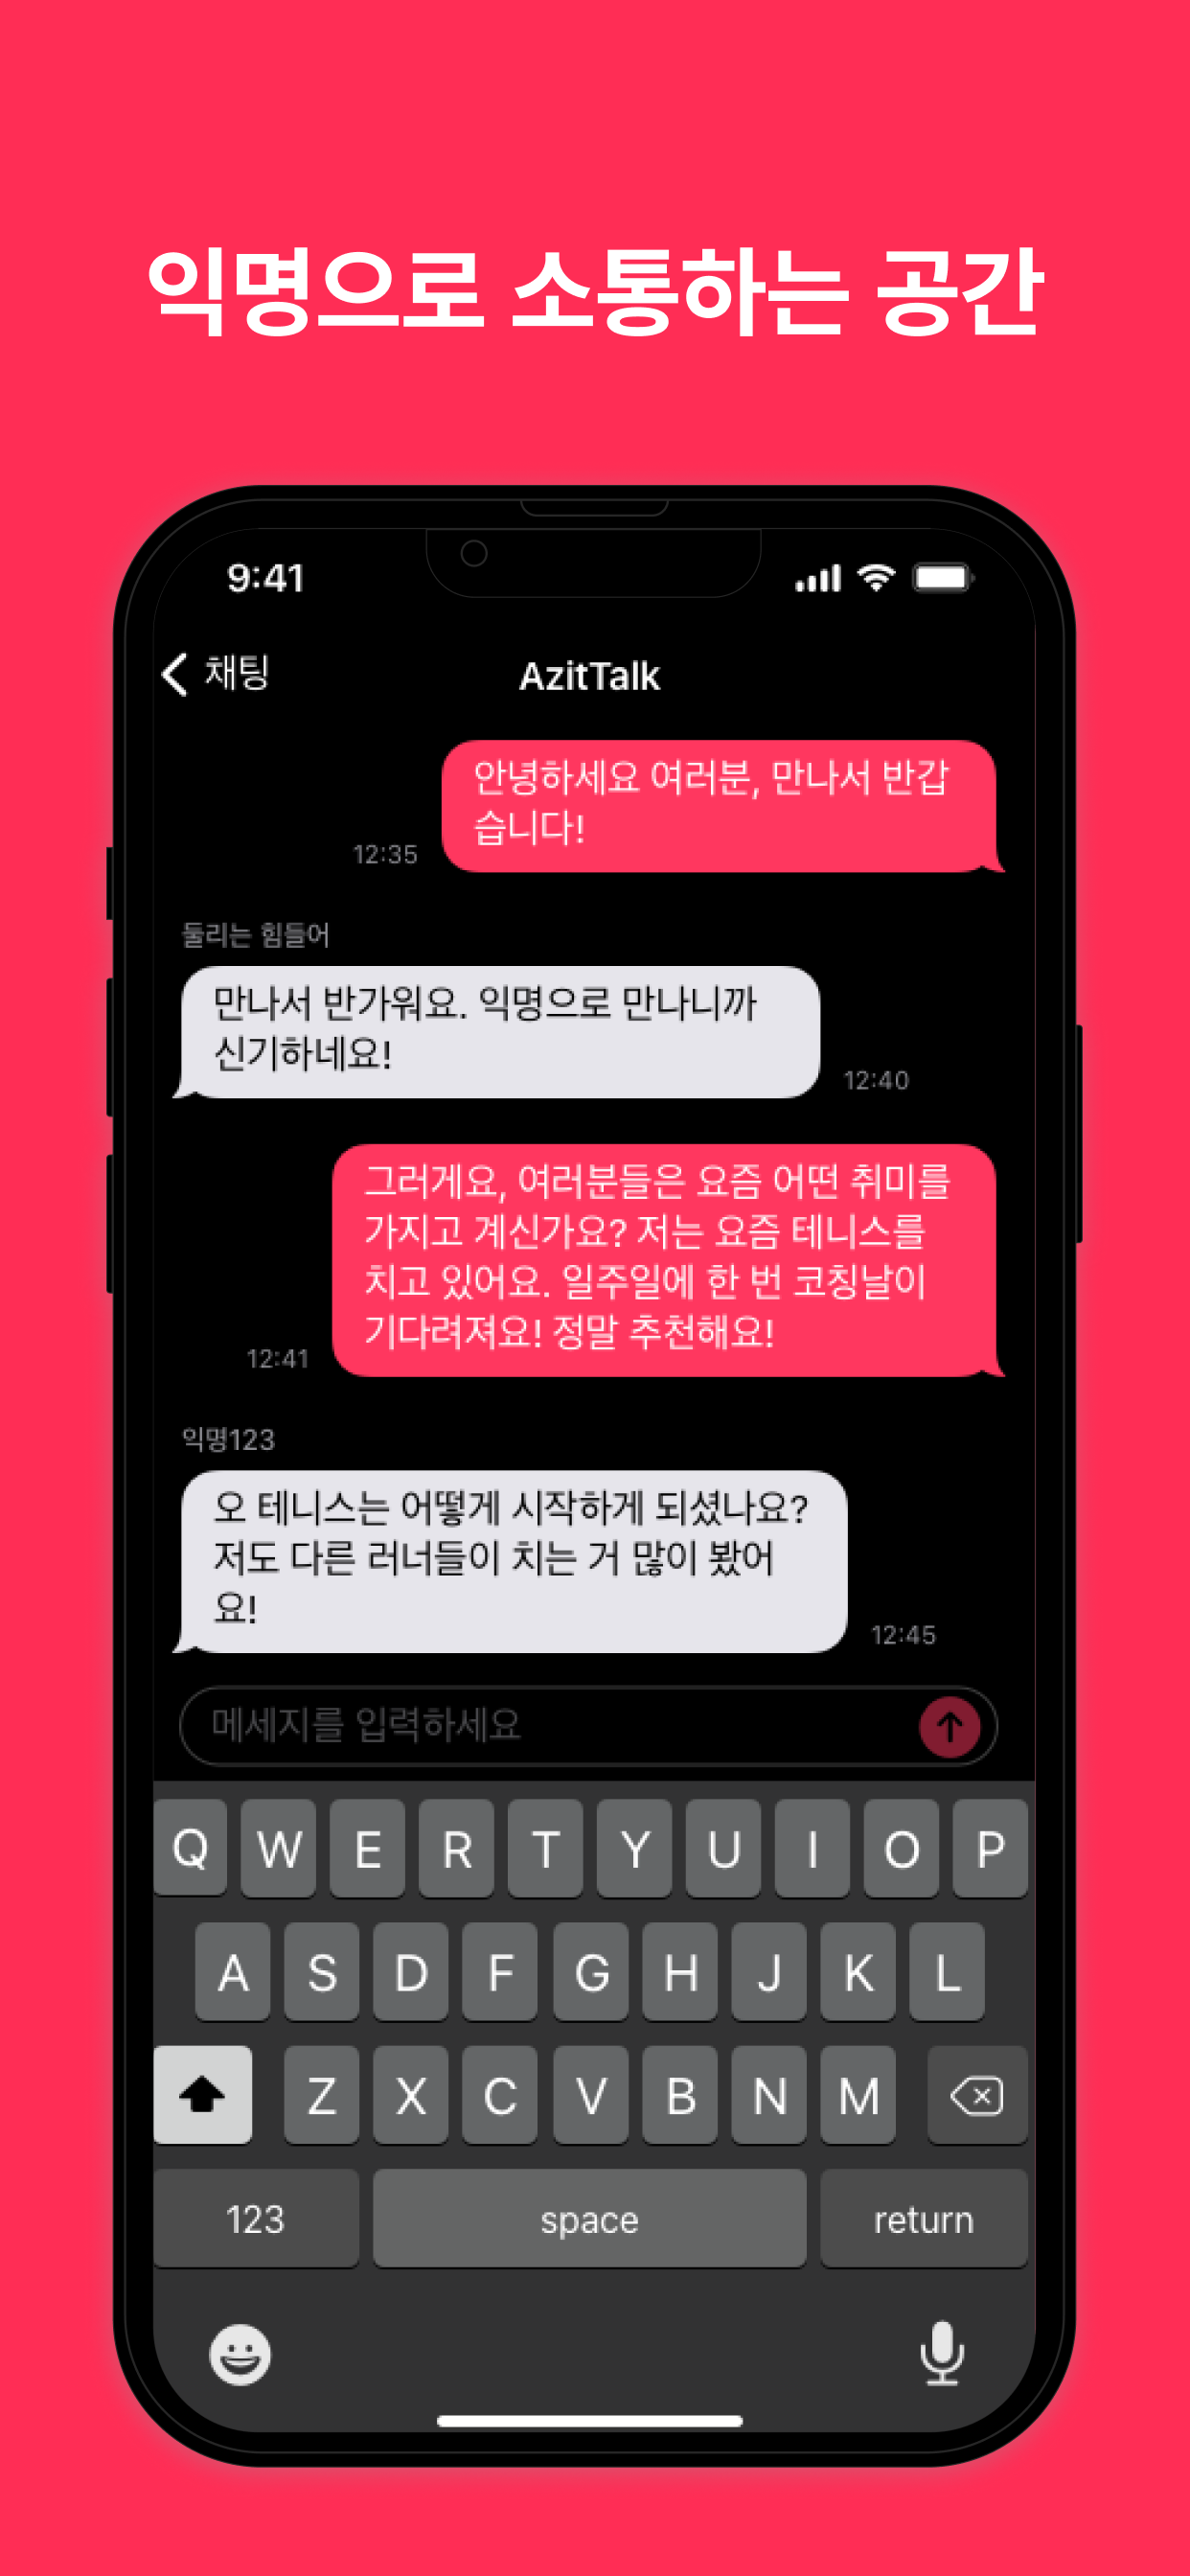 익명으로 소통하는 공간
9:41
채팅
AzitTalk
안녕하세요 여러분, 만나서 반갑
습니다!
12:35
둘리는 힘들어
만나서 반가워요. 익명으로 만나니까
신기하네요!
12:40
그러게요, 여러분들은 요즘 어떤 취미를
가지고 계신가요? 저는 요즘 테니스를
치고 있어요. 일주일에 한 번 코칭날이
기다려져요! 정말 추천해요!
12:41
익명123
오 테니스는 어떻게 시작하게 되셨나요?
저도 다른 러너들이 치는 거 많이 봤어
요!
12:45
메세지를 입력하세요
Q W E R T Y U I O P
A S D F G H J K L
Z X C V B N M
123 space return